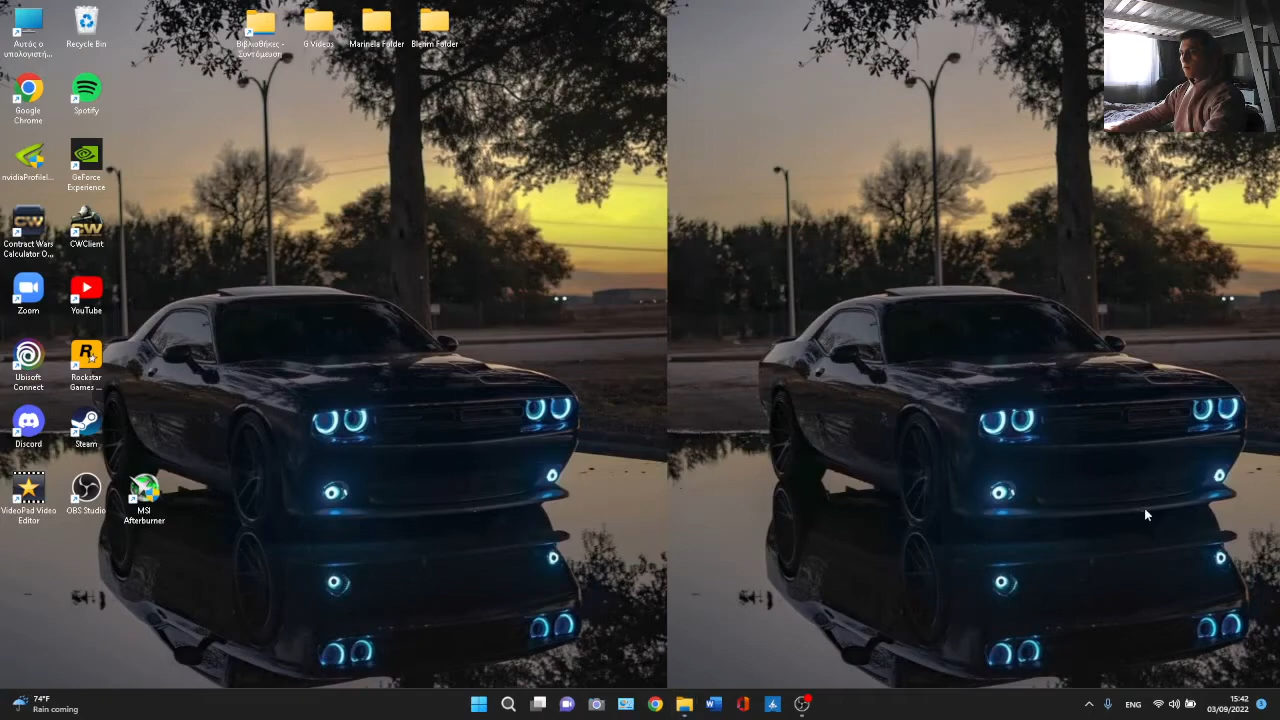 Αυτός ο
υπολογιστή...
Recycle Bin
Βιβλιοθήκες -
Συντόμευση
G Videos
Marinela Folder
Blerim Folder
Google
Chrome
Spotify
nvidiaProfileI...
GeForce
Experience
Contract Wars
Calculator O...
CWClient
Zoom
YouTube
Ubisoft
Connect
Rockstar
Games ...
Discord
Steam
VideoPad Video
Editor
OBS Studio
MSI
Afterburner
74°F
Rain coming
ENG
15:42
03/09/2022